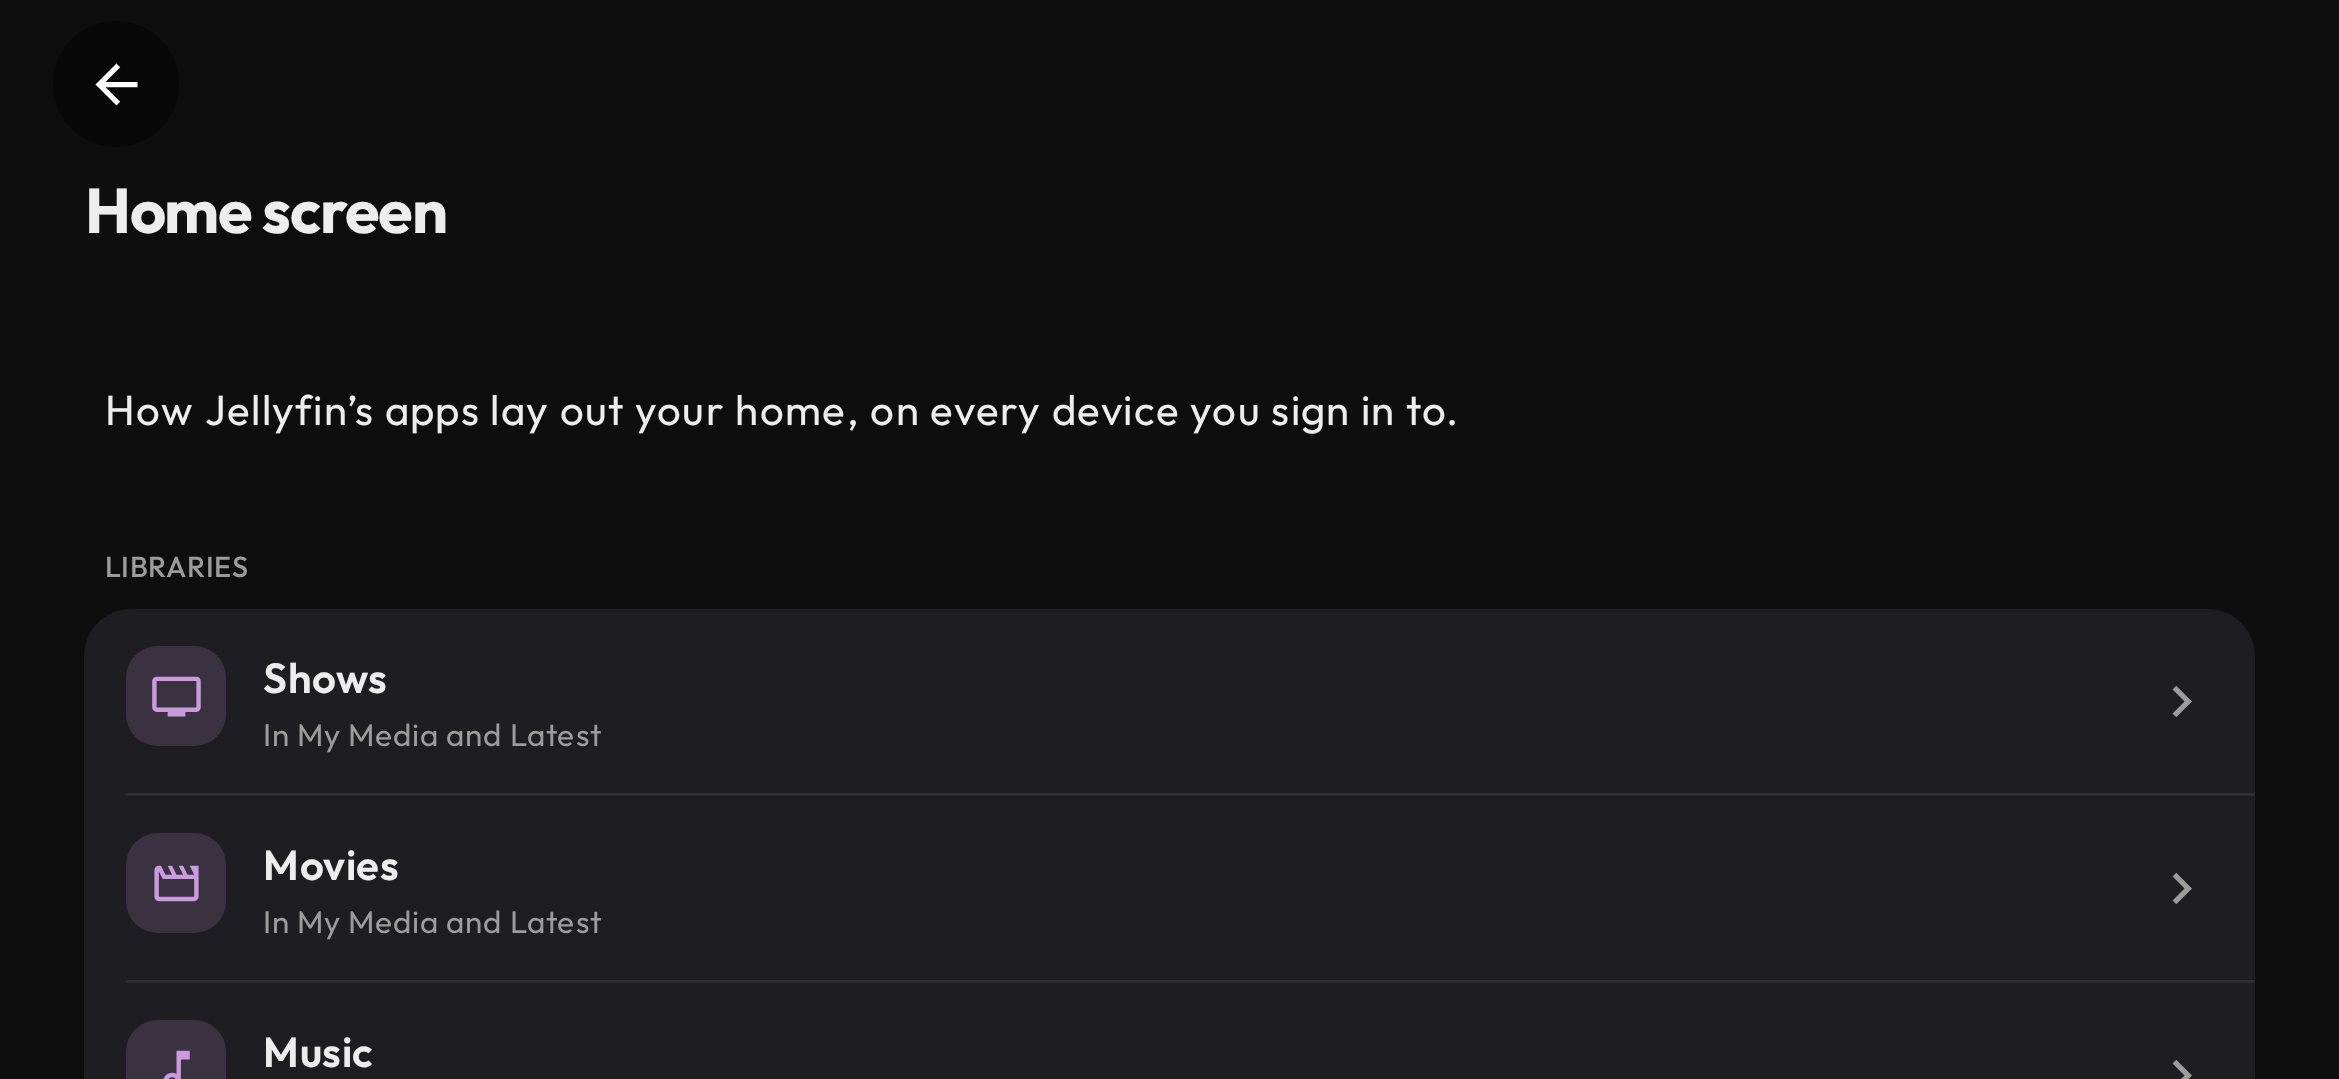 Home screen
How Jellyfin’s apps lay out your home, on every device you sign in to.
LIBRARIES
Shows
In My Media and Latest
Movies
In My Media and Latest
Music